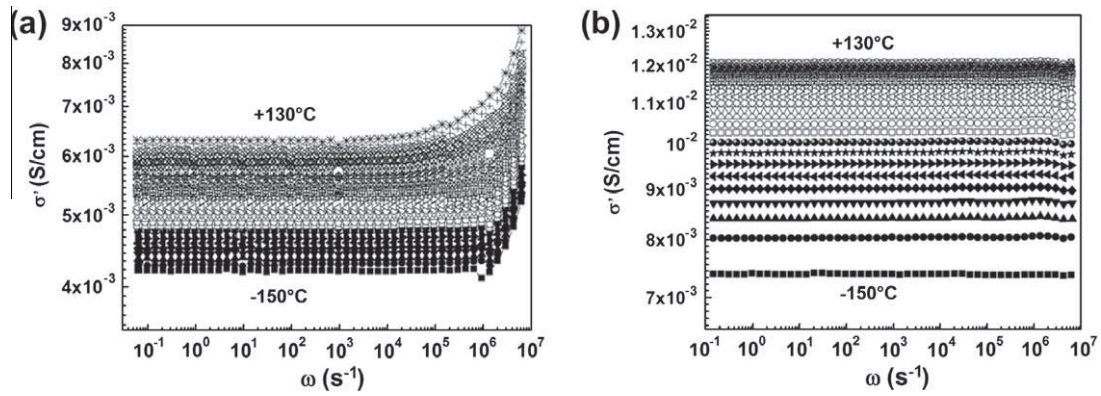 (a)
9x10⁻³
8x10⁻³
7x10⁻³
6x10⁻³
5x10⁻³
4x10⁻³
σ' (S/cm)
+130°C
-150°C
10⁻¹ 10⁰ 10¹ 10² 10³ 10⁴ 10⁵ 10⁶ 10⁷
ω (s⁻¹)
(b)
1.3x10⁻²
1.2x10⁻²
1.1x10⁻²
10⁻²
9x10⁻³
8x10⁻³
7x10⁻³
σ' (S/cm)
+130°C
-150°C
10⁻¹ 10⁰ 10¹ 10² 10³ 10⁴ 10⁵ 10⁶ 10⁷
ω (s⁻¹)